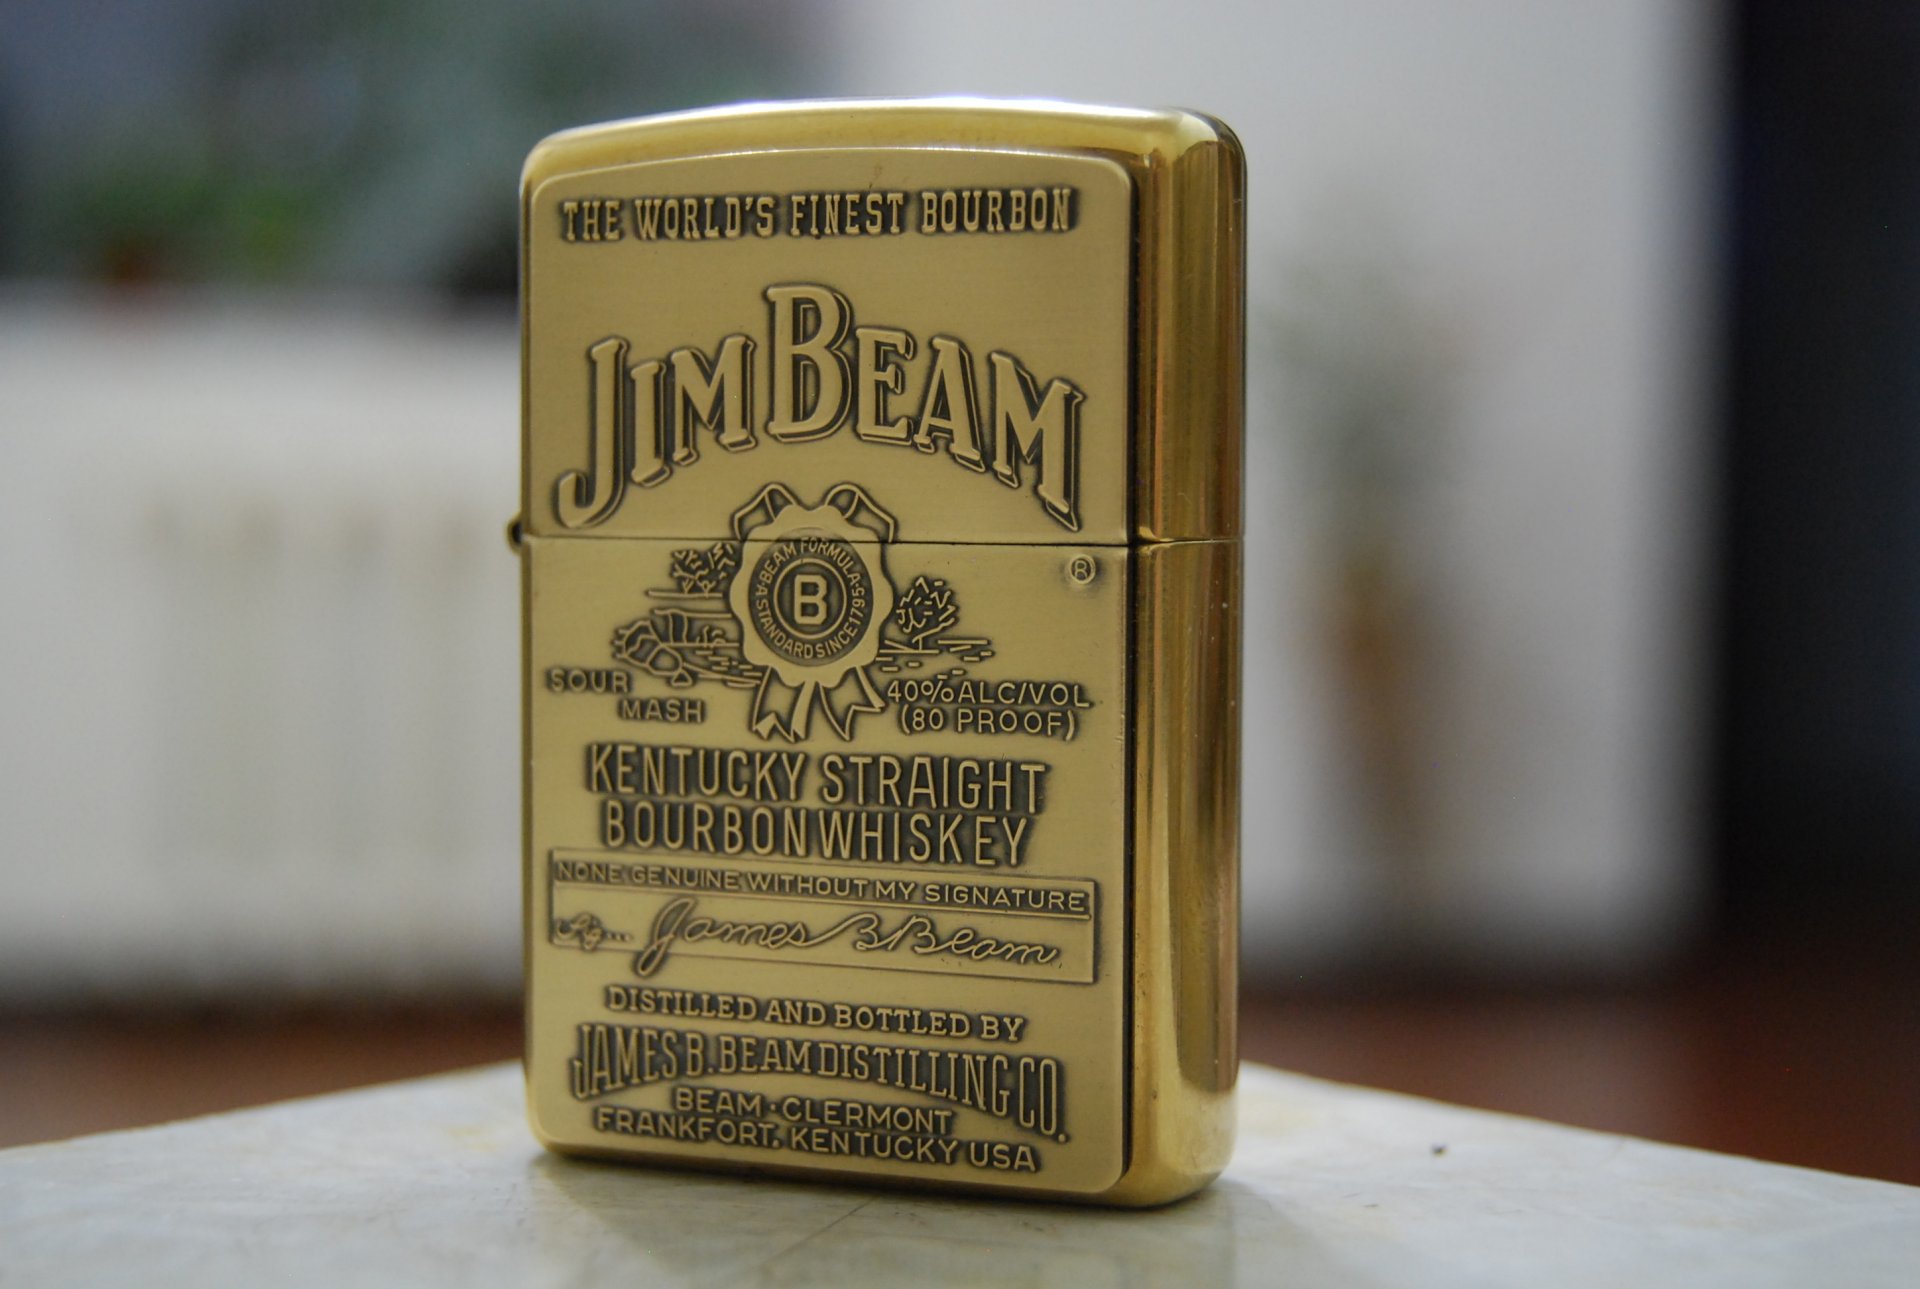 THE WORLD'S FINEST BOURBON
JIM BEAM
®
BEAM FORMULA
B
A STANDARD SINCE 1795
SOUR
MASH
40% ALC/VOL
(80 PROOF)
KENTUCKY STRAIGHT
BOURBON WHISKEY
NONE GENUINE WITHOUT MY SIGNATURE
James B Beam
DISTILLED AND BOTTLED BY
JAMES B. BEAM DISTILLING CO.
BEAM · CLERMONT
FRANKFORT, KENTUCKY USA